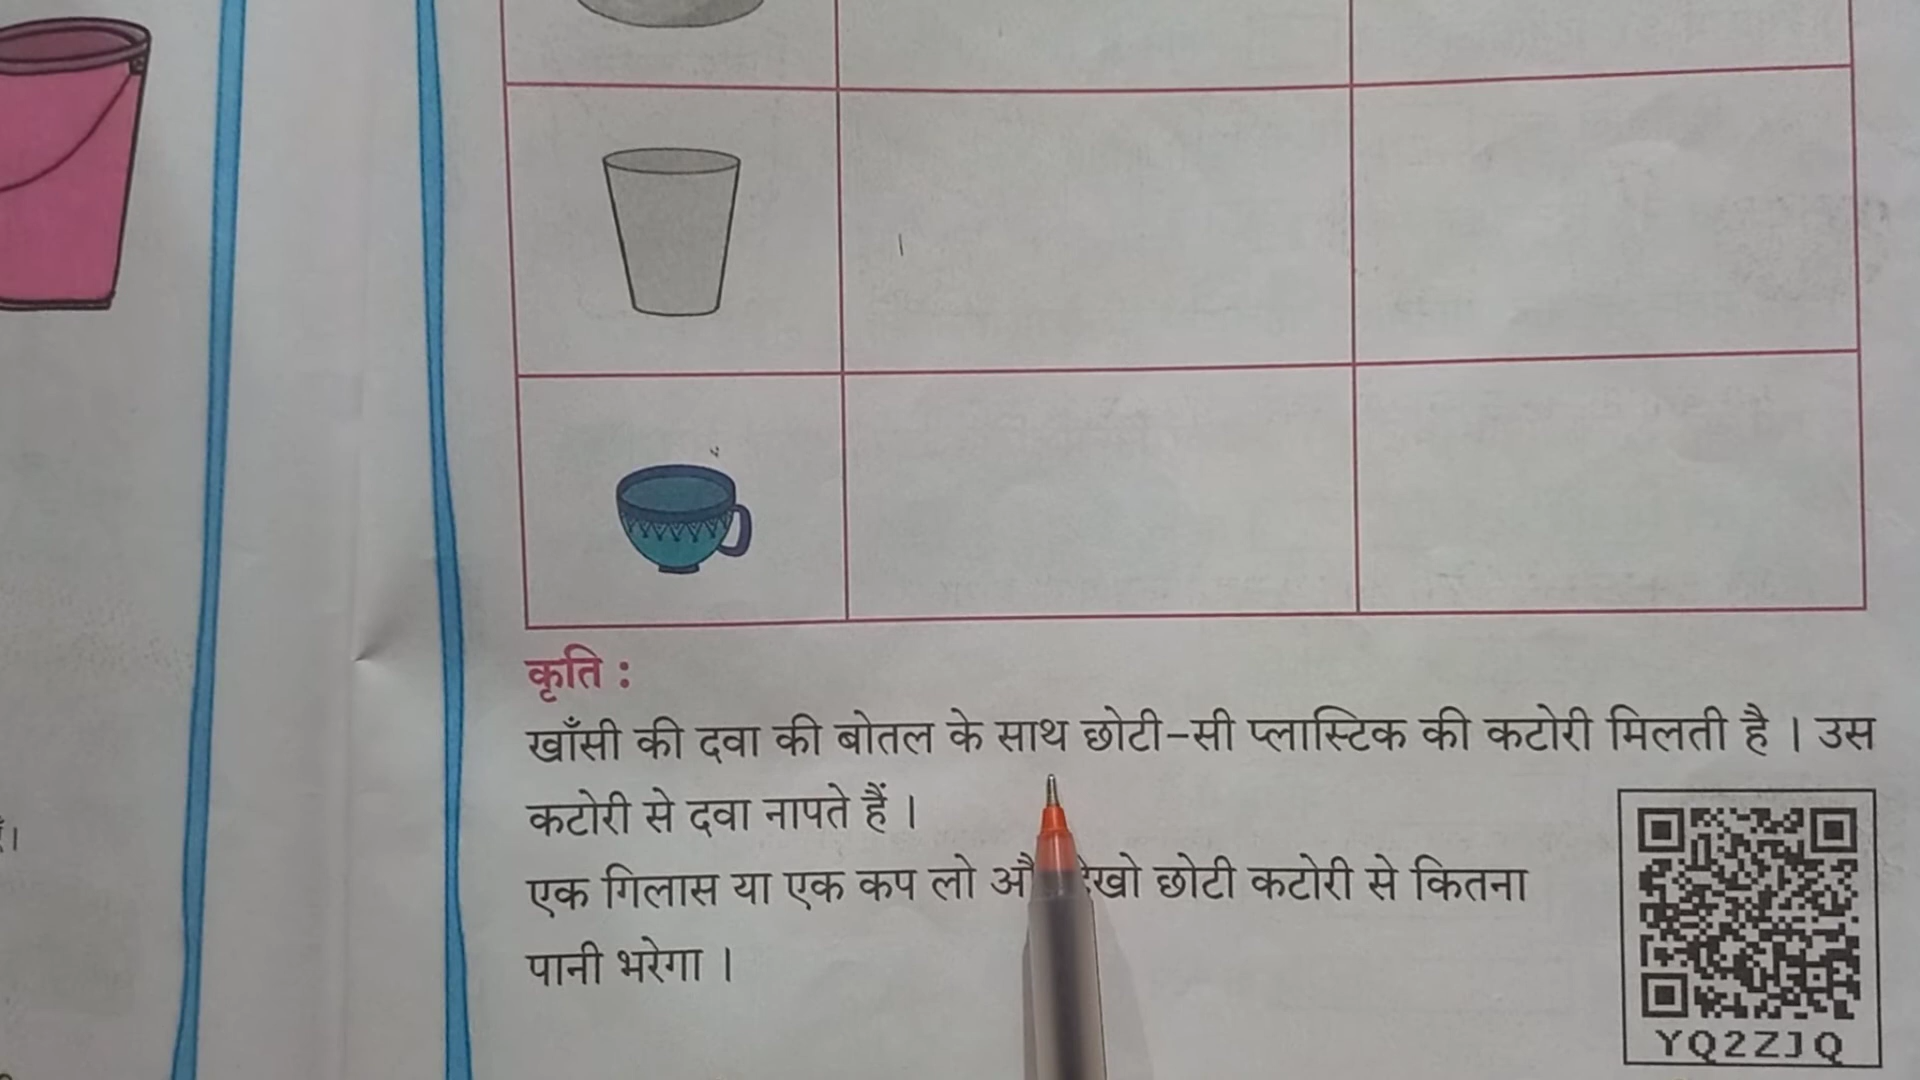 कृति :
खाँसी की दवा की बोतल के साथ छोटी-सी प्लास्टिक की कटोरी मिलती है । उस
कटोरी से दवा नापते हैं ।
एक गिलास या एक कप लो छोटी कटोरी से कितना
पानी भरेगा ।
YQ2ZJQ